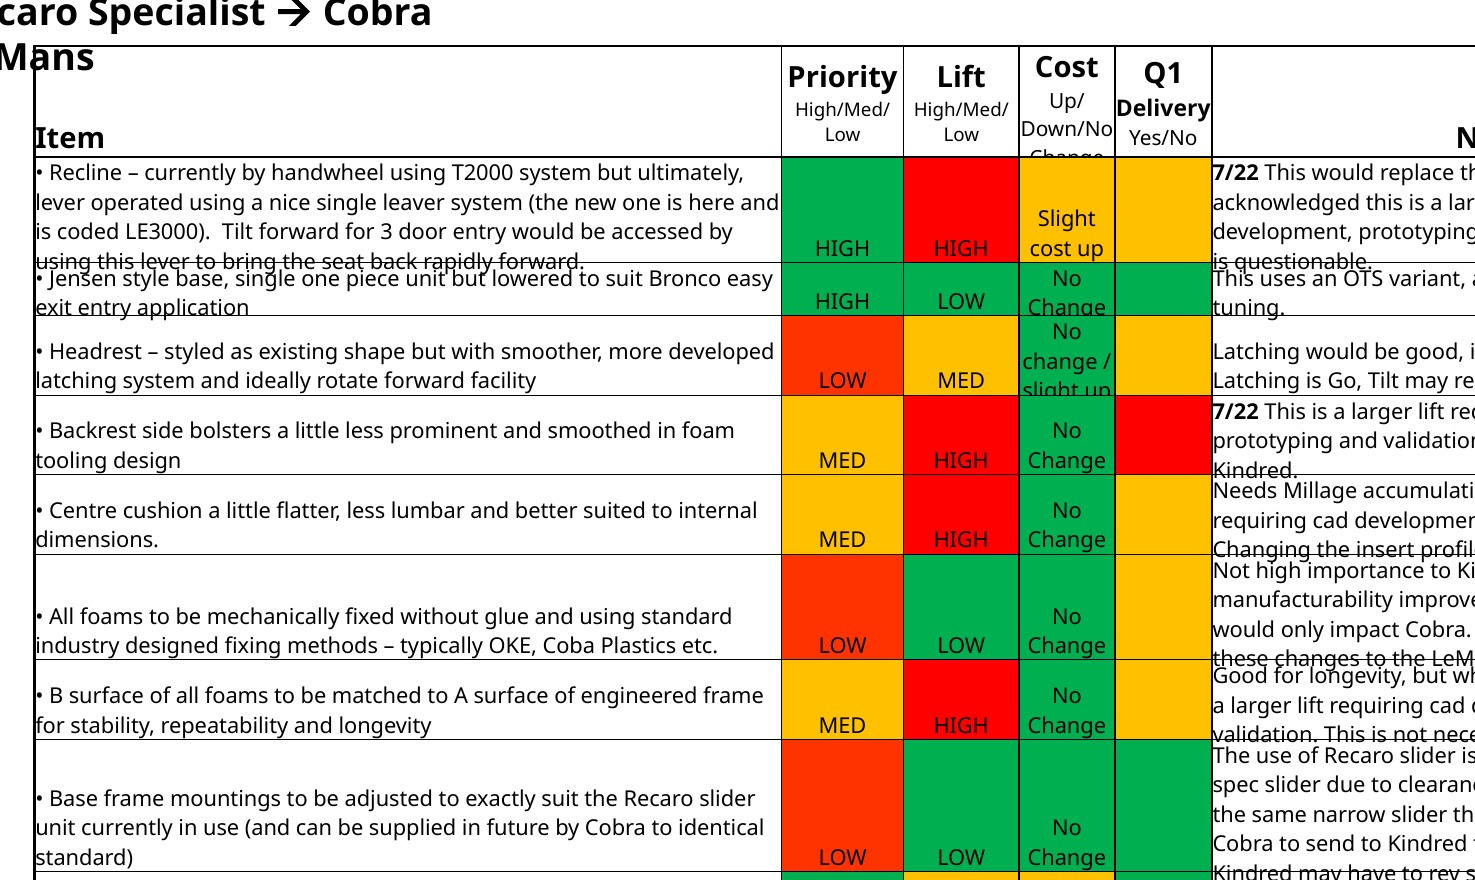 caro Specialist → Cobra
Mans
Item
Priority
High/Med/
Low
Lift
High/Med/
Low
Cost
Up/
Down/No
Change
Q1
Delivery
Yes/No
N
• Recline – currently by handwheel using T2000 system but ultimately,
lever operated using a nice single leaver system (the new one is here and
is coded LE3000).  Tilt forward for 3 door entry would be accessed by
using this lever to bring the seat back rapidly forward.
HIGH
HIGH
Slight
cost up
7/22 This would replace th
acknowledged this is a lar
development, prototyping
is questionable.
• Jensen style base, single one piece unit but lowered to suit Bronco easy
exit entry application
HIGH
LOW
No
Change
This uses an OTS variant, a
tuning.
• Headrest – styled as existing shape but with smoother, more developed
latching system and ideally rotate forward facility
LOW
MED
No
change /
slight up
Latching would be good, i
Latching is Go, Tilt may re
• Backrest side bolsters a little less prominent and smoothed in foam
tooling design
MED
HIGH
No
Change
7/22 This is a larger lift req
prototyping and validation
Kindred.
• Centre cushion a little flatter, less lumbar and better suited to internal
dimensions.
MED
HIGH
No
Change
Needs Millage accumulati
requiring cad developmen
Changing the insert profil
• All foams to be mechanically fixed without glue and using standard
industry designed fixing methods – typically OKE, Coba Plastics etc.
LOW
LOW
No
Change
Not high importance to Ki
manufacturability improve
would only impact Cobra.
these changes to the LeM
• B surface of all foams to be matched to A surface of engineered frame
for stability, repeatability and longevity
MED
HIGH
No
Change
Good for longevity, but wh
a larger lift requiring cad d
validation. This is not nece
• Base frame mountings to be adjusted to exactly suit the Recaro slider
unit currently in use (and can be supplied in future by Cobra to identical
standard)
LOW
LOW
No
Change
The use of Recaro slider is
spec slider due to clearanc
the same narrow slider th
Cobra to send to Kindred t
Kindred may have to rev s